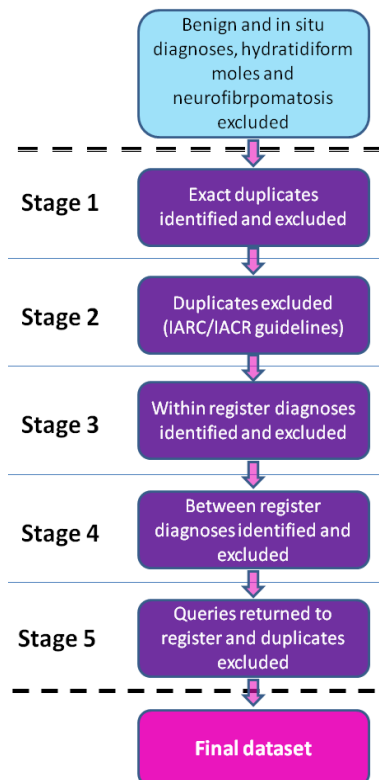 Benign and in situ
diagnoses, hydratidiform
moles and
neurofibrpomatosis
excluded
Stage 1
Exact duplicates
identified and excluded
Stage 2
Duplicates excluded
(IARC/IACR guidelines)
Stage 3
Within register diagnoses
identified and excluded
Stage 4
Between register
diagnoses identified and
excluded
Stage 5
Queries returned to
register and duplicates
excluded
Final dataset